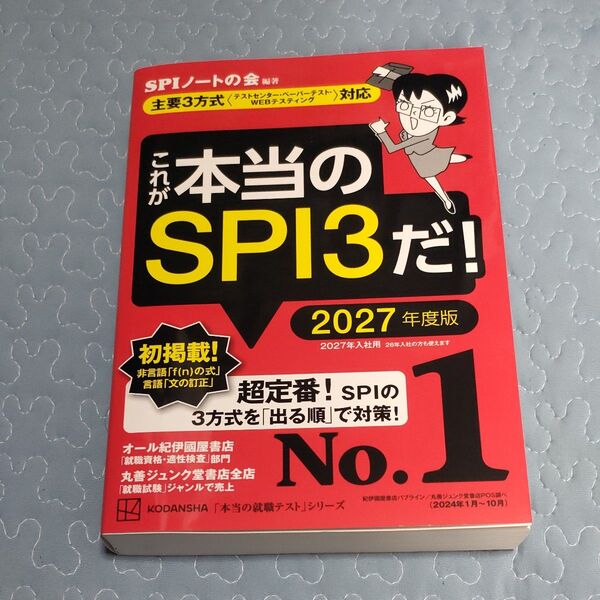 SPIノートの会 編著
主要3方式〈テストセンター・ペーパーテスト・WEBテスティング〉対応
これが
本当の
SPI3だ!
2027年度版
2027年入社用 26年入社の方も使えます
初掲載!
非言語「f(n)の式」
言語「文の訂正」
超定番! SPIの
3方式を「出る順」で対策!
オール紀伊國屋書店
「就職資格・適性検査」部門
丸善ジュンク堂書店全店
「就職試験」ジャンルで売上
No.1
紀伊國屋書店パブライン/丸善ジュンク堂書店POS調べ
(2024年1月~10月)
KODANSHA 「本当の就職テスト」シリーズ